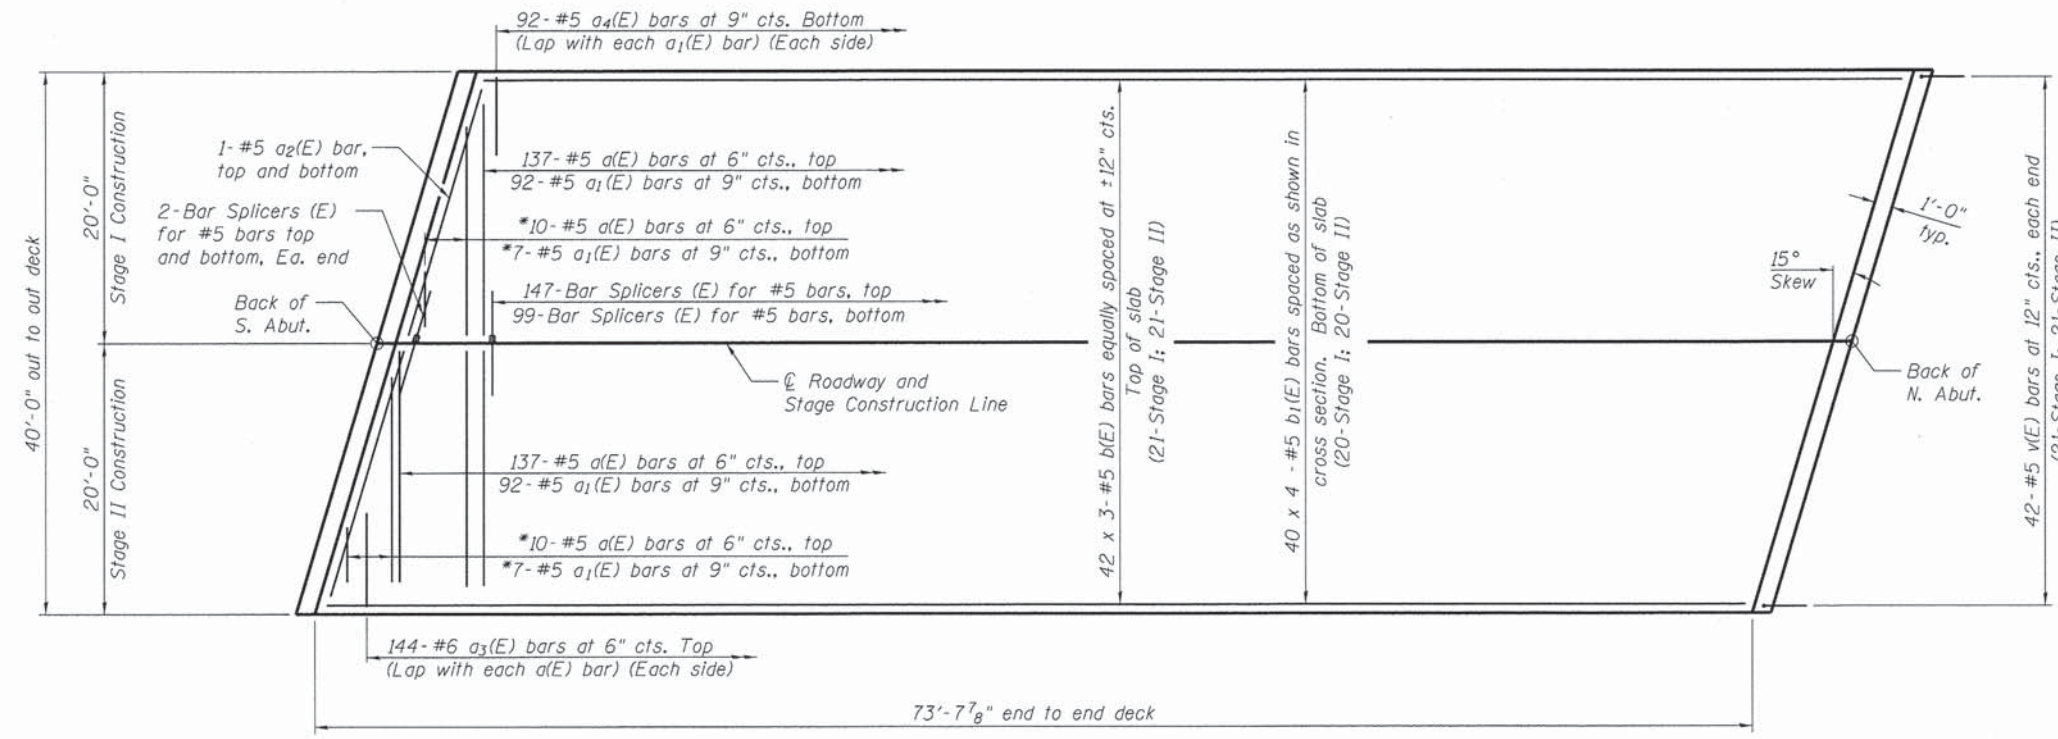 92-#5 a4(E) bars at 9" cts. Bottom
(Lap with each a1(E) bar) (Each side)
40'-0" out to out deck
20'-0"
Stage I Construction
20'-0"
Stage II Construction
1-#5 a2(E) bar,
top and bottom
2-Bar Splicers (E)
for #5 bars top
and bottom, Ea. end
Back of
S. Abut.
137-#5 a(E) bars at 6" cts., top
92-#5 a1(E) bars at 9" cts., bottom
*10-#5 a(E) bars at 6" cts., top
*7-#5 a1(E) bars at 9" cts., bottom
147-Bar Splicers (E) for #5 bars, top
99-Bar Splicers (E) for #5 bars, bottom
℄ Roadway and
Stage Construction Line
137-#5 a(E) bars at 6" cts., top
92-#5 a1(E) bars at 9" cts., bottom
*10-#5 a(E) bars at 6" cts., top
*7-#5 a1(E) bars at 9" cts., bottom
144-#6 a3(E) bars at 6" cts. Top
(Lap with each a(E) bar) (Each side)
73'-7 7/8" end to end deck
42 x 3-#5 b(E) bars equally spaced at ±12" cts.
Top of slab
(21-Stage I; 21-Stage II)
40 x 4 -#5 b1(E) bars spaced as shown in
cross section. Bottom of slab
(20-Stage I; 20-Stage II)
15°
Skew
1'-0"
typ.
Back of
N. Abut.
42-#5 v(E) bars at 12" cts., each end
(21-Stage I; 21-Stage II)